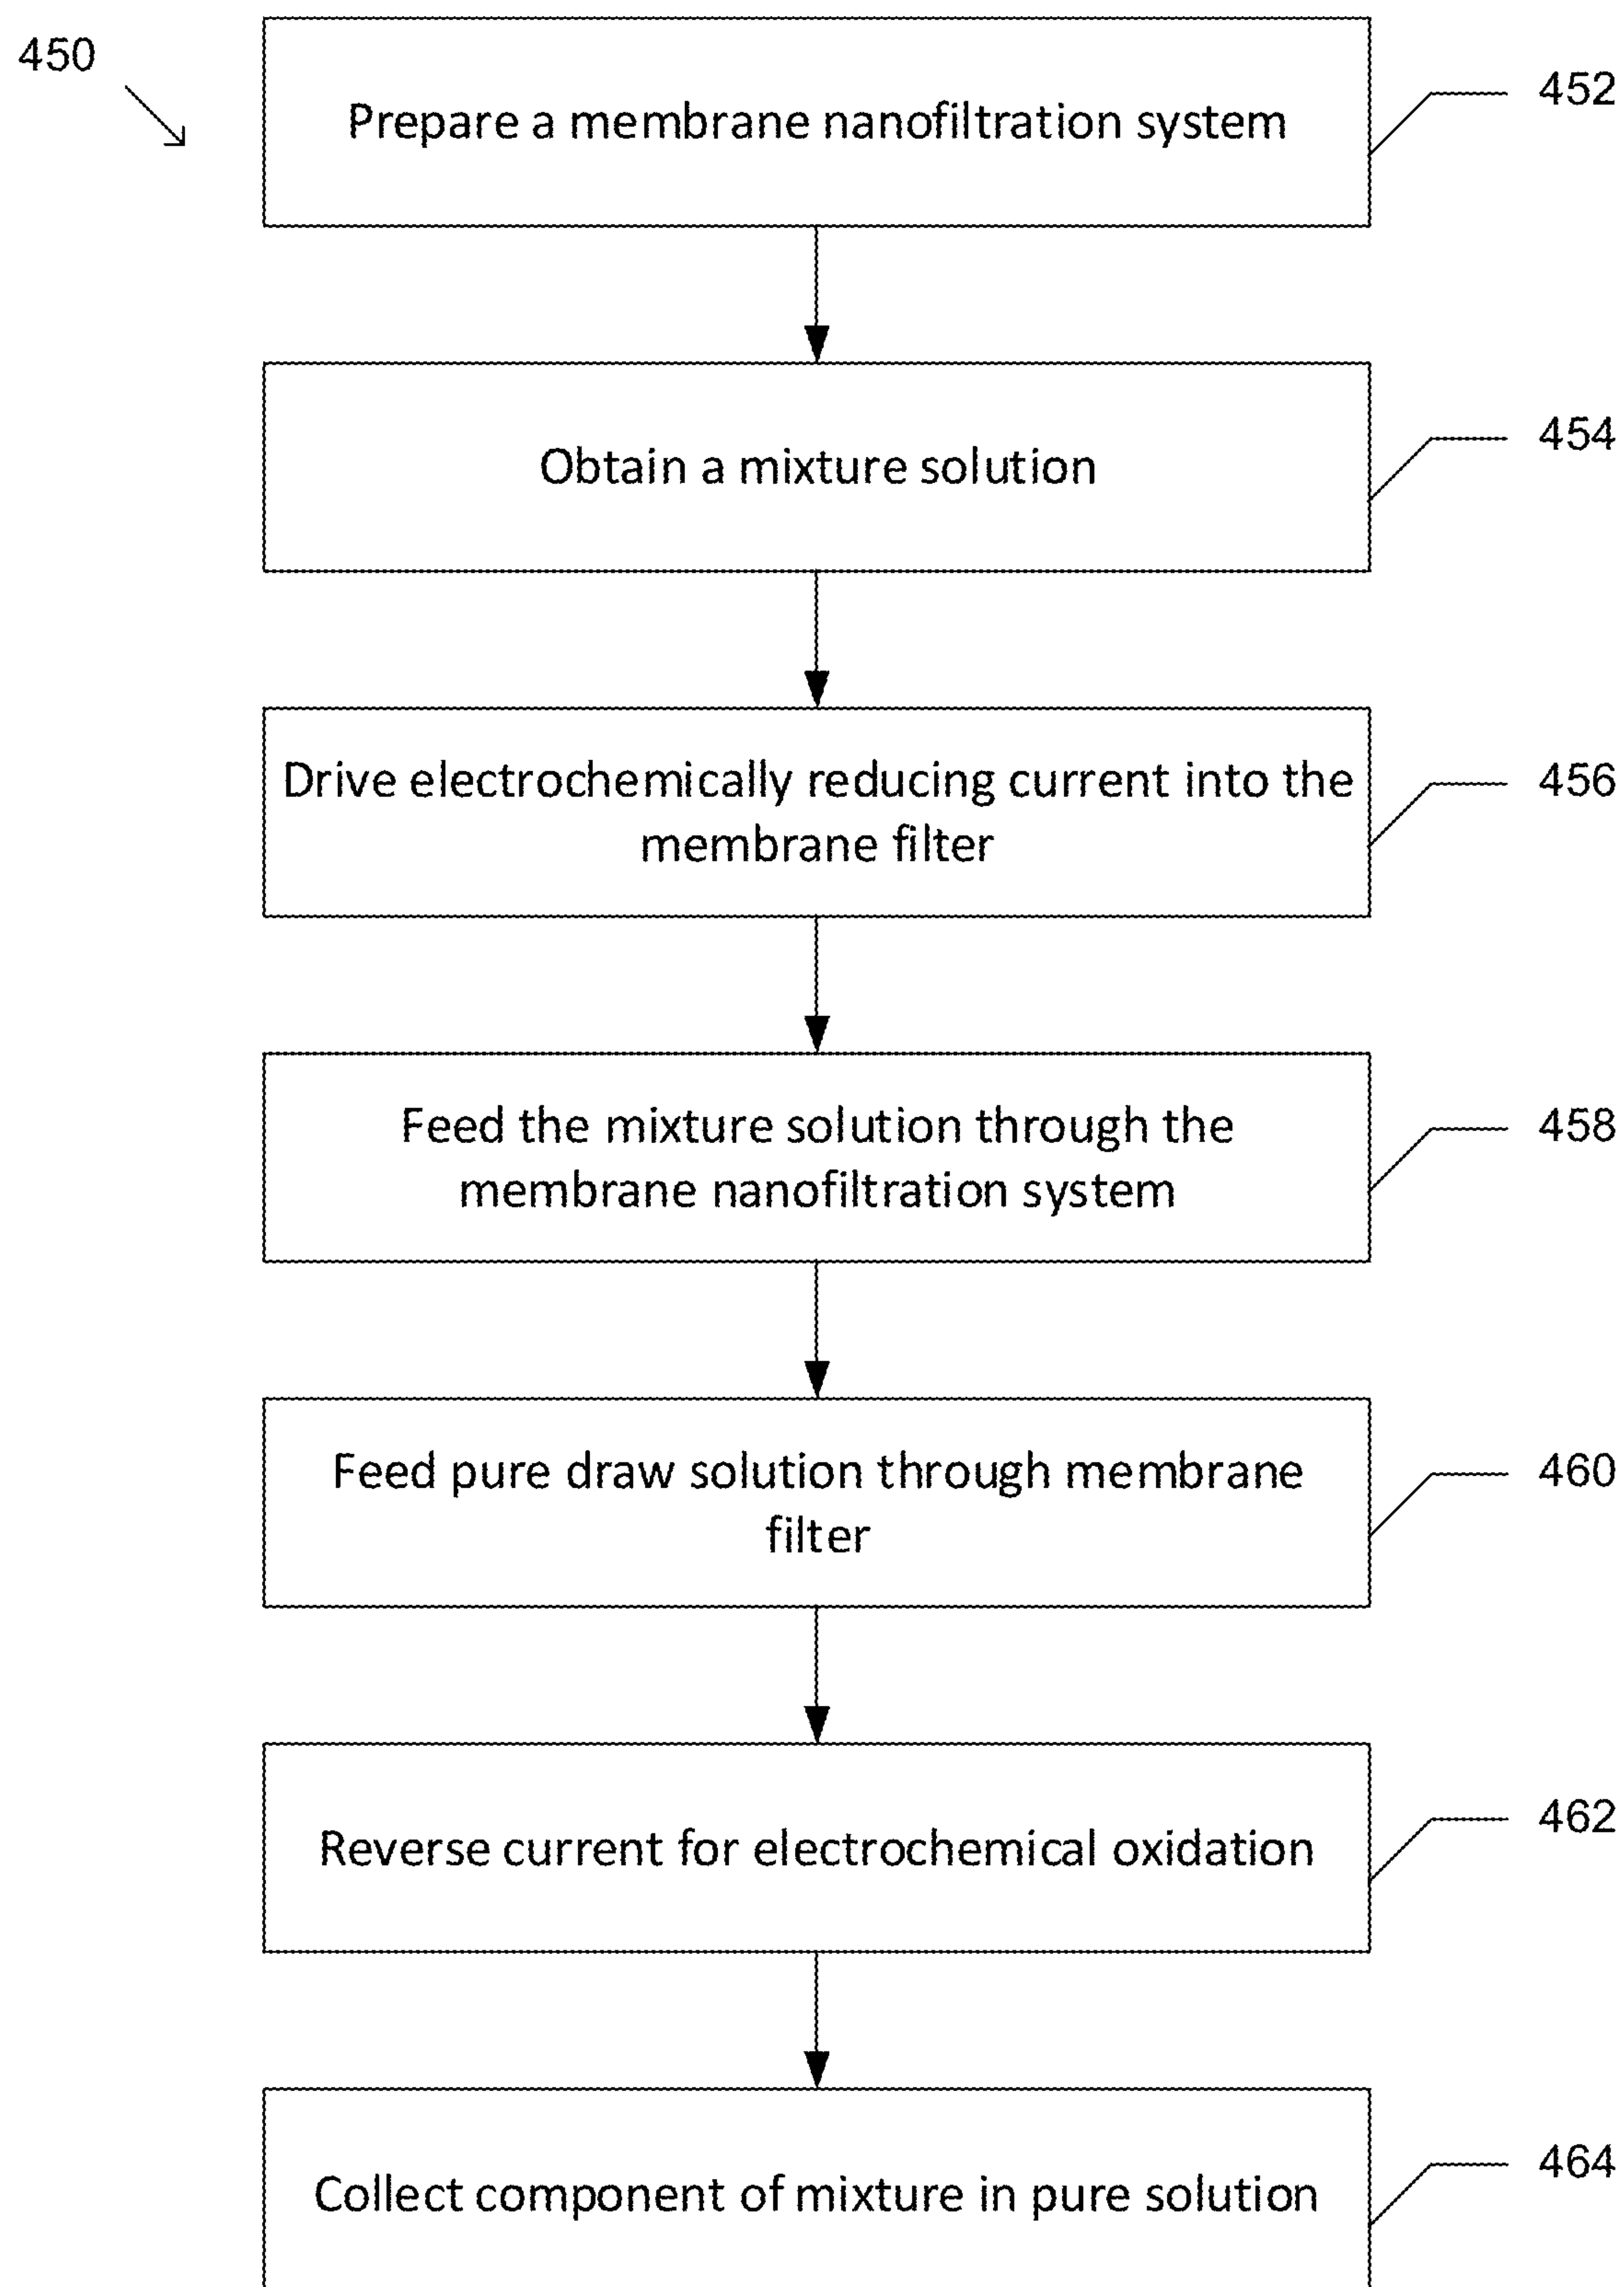 450
Prepare a membrane nanofiltration system
452
Obtain a mixture solution
454
Drive electrochemically reducing current into the
membrane filter
456
Feed the mixture solution through the
membrane nanofiltration system
458
Feed pure draw solution through membrane
filter
460
Reverse current for electrochemical oxidation
462
Collect component of mixture in pure solution
464